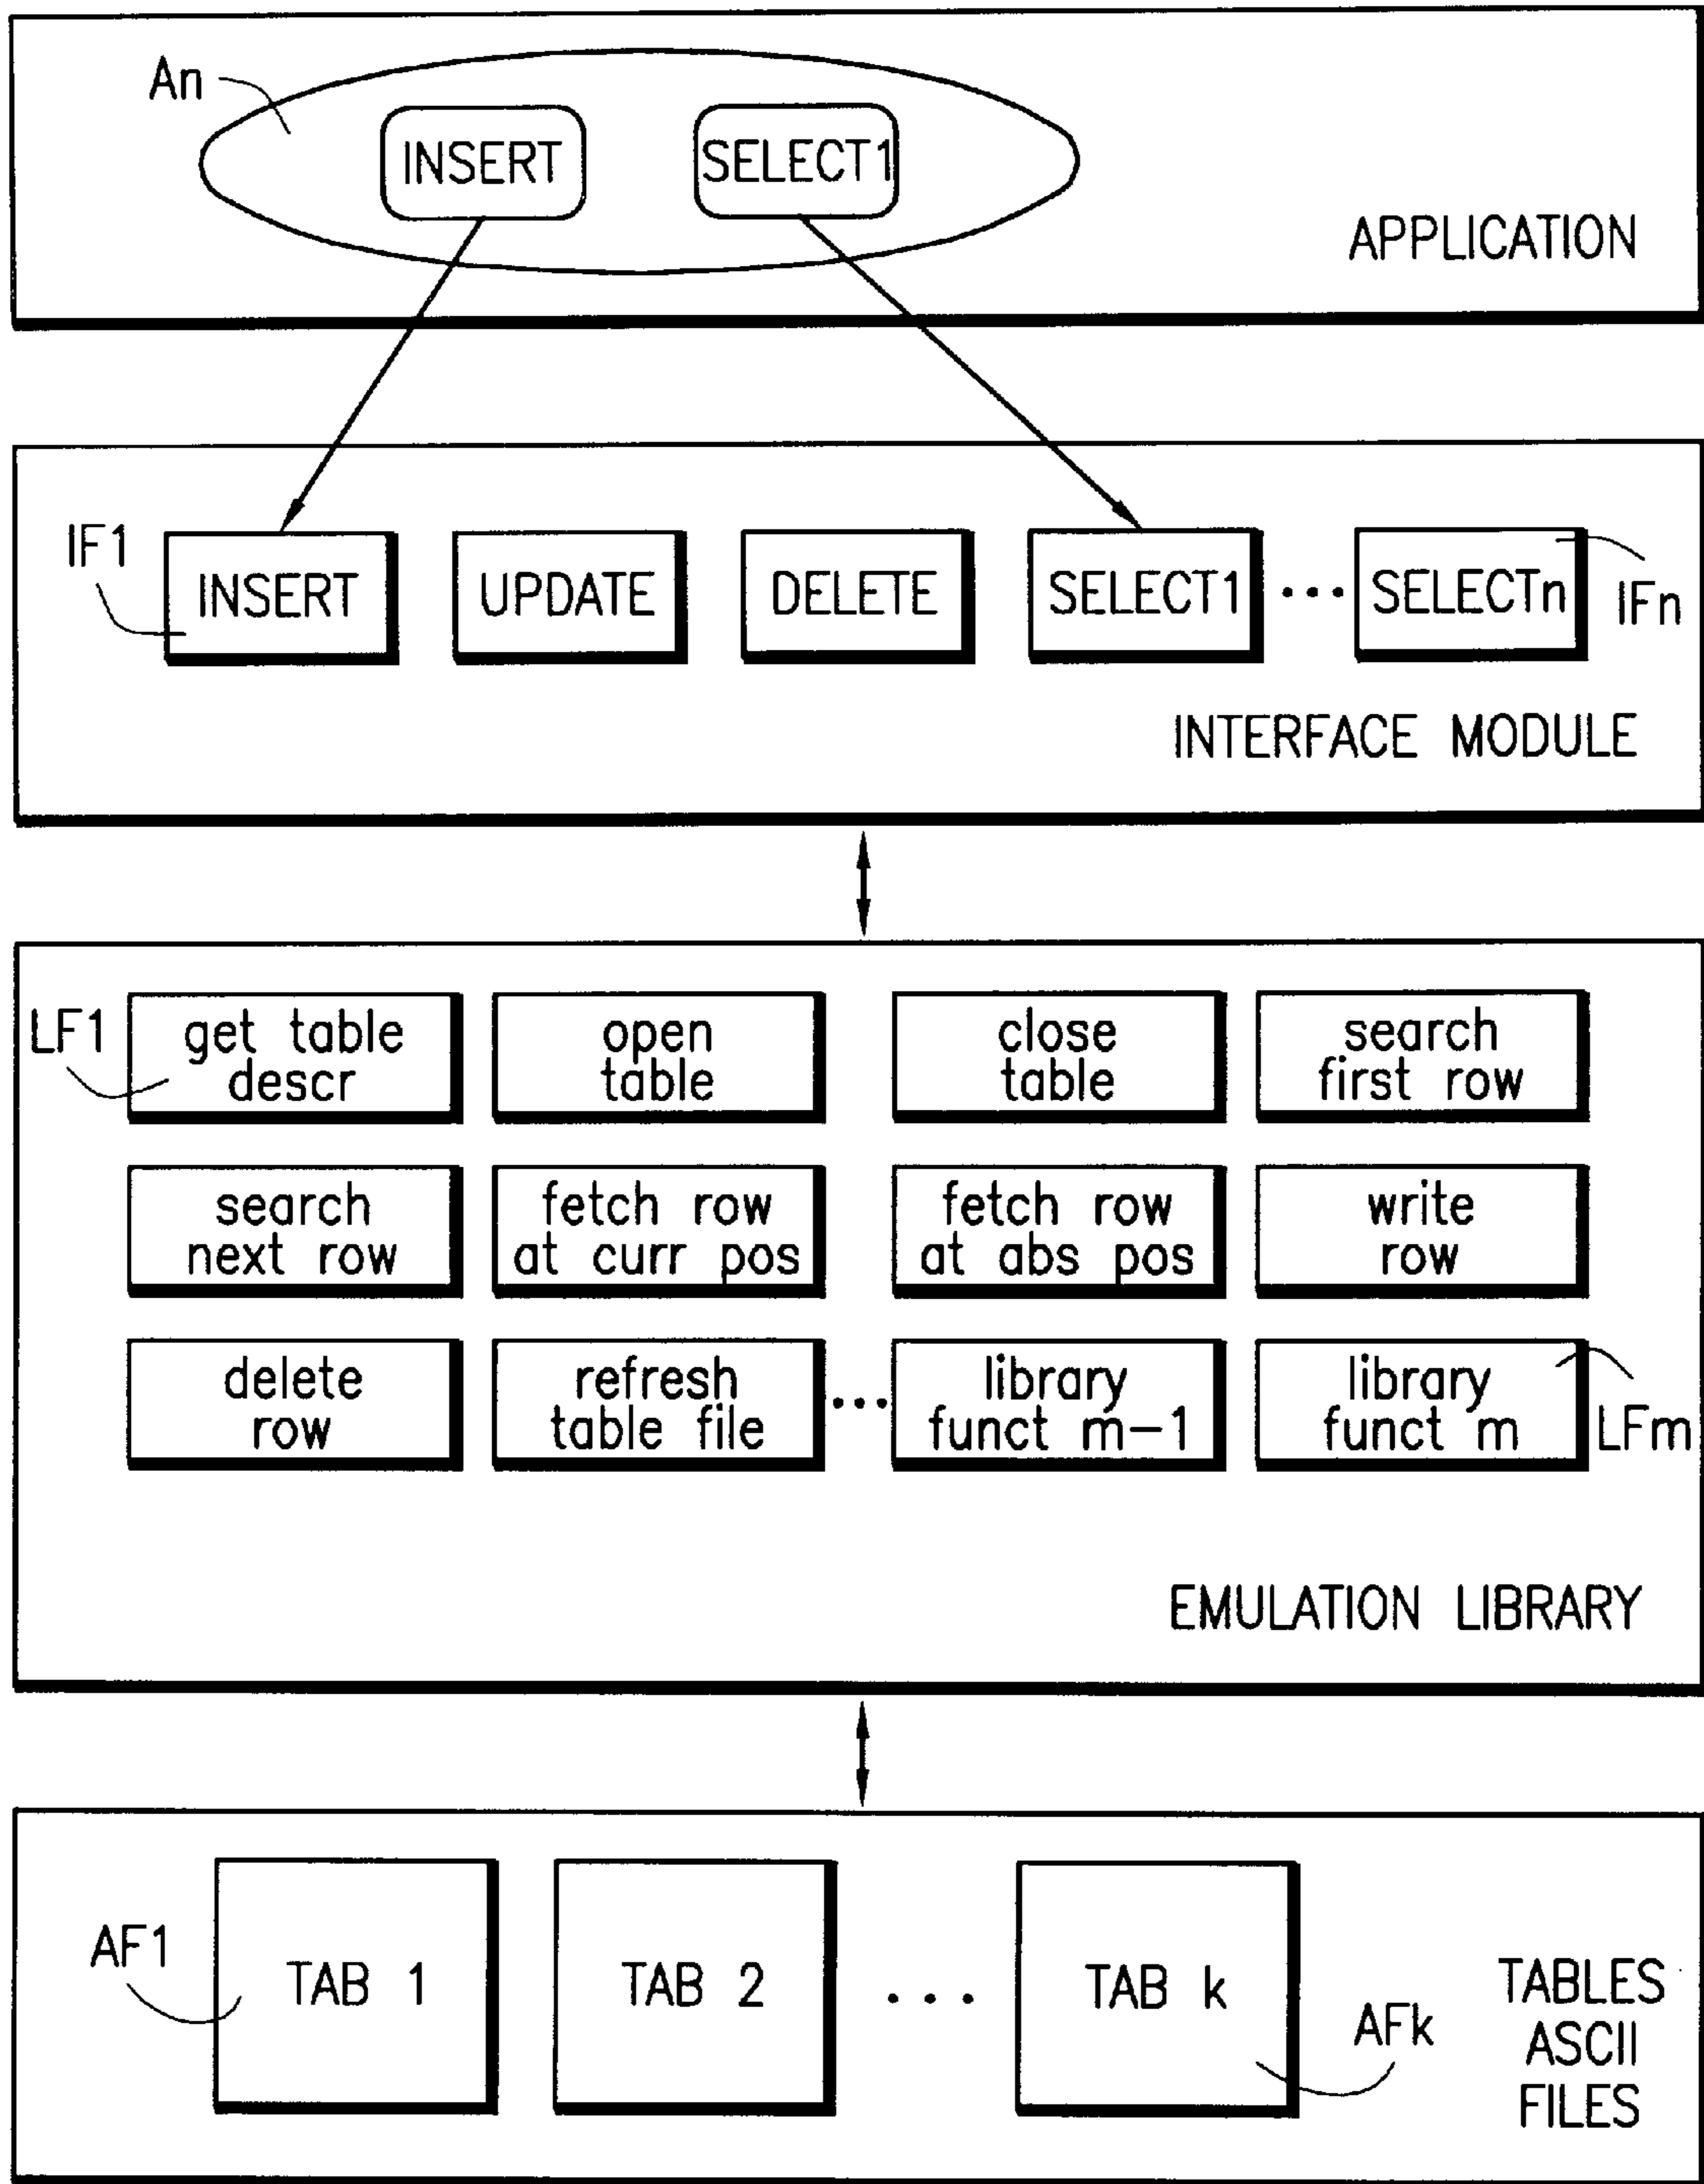 An
INSERT
SELECT1
APPLICATION
IF1
INSERT
UPDATE
DELETE
SELECT1
...
SELECTn
IFn
INTERFACE MODULE
LF1
get table
descr
open
table
close
table
search
first row
search
next row
fetch row
at curr pos
fetch row
at abs pos
write
row
delete
row
refresh
table file
...
library
funct m-1
library
funct m
LFm
EMULATION LIBRARY
AF1
TAB 1
TAB 2
...
TAB k
AFk
TABLES
ASCII
FILES